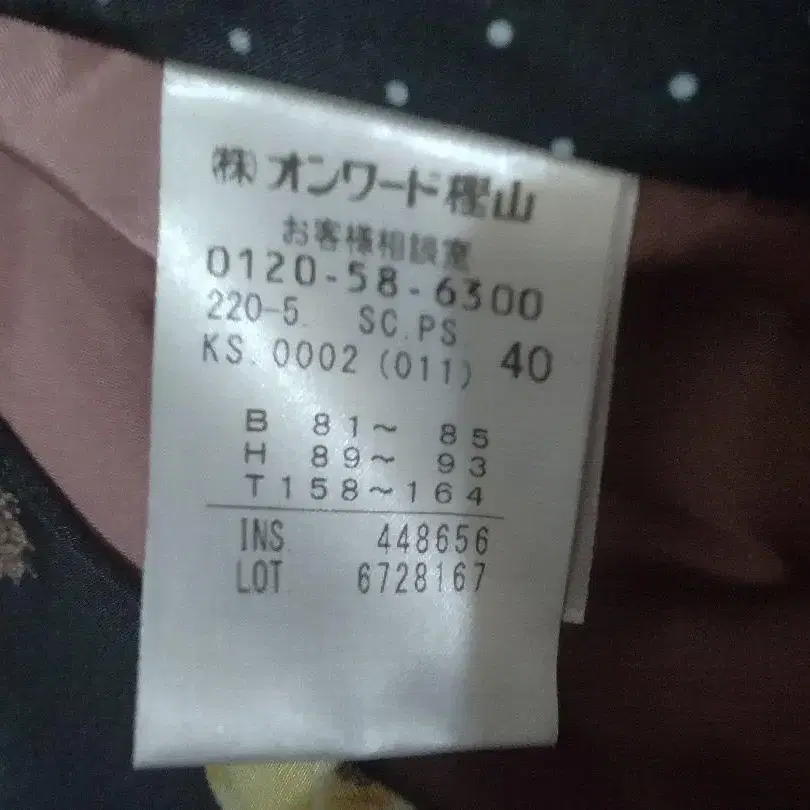 ㈱オンワード樫山
お客様相談室
0120-58-6300
220-5. SC.PS.
KS.0002(011) 40
B 81~ 85
H 89~ 93
T158~164
INS 448656
LOT 6728167